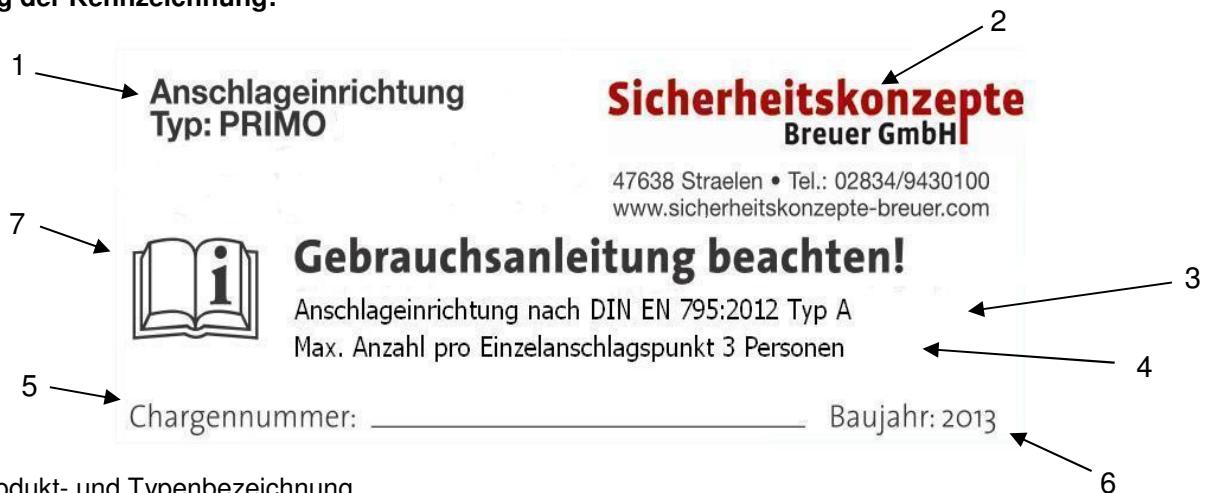 g der Kennzeichnung:
2
1
Anschlageinrichtung
Typ: PRIMO
Sicherheitskonzepte
Breuer GmbH
47638 Straelen • Tel.: 02834/9430100
www.sicherheitskonzepte-breuer.com
7
i
Gebrauchsanleitung beachten!
3
Anschlageinrichtung nach DIN EN 795:2012 Typ A
Max. Anzahl pro Einzelanschlagspunkt 3 Personen
4
5
Chargennummer: ____________________ Baujahr: 2013
6
odukt- und Typenbezeichnung